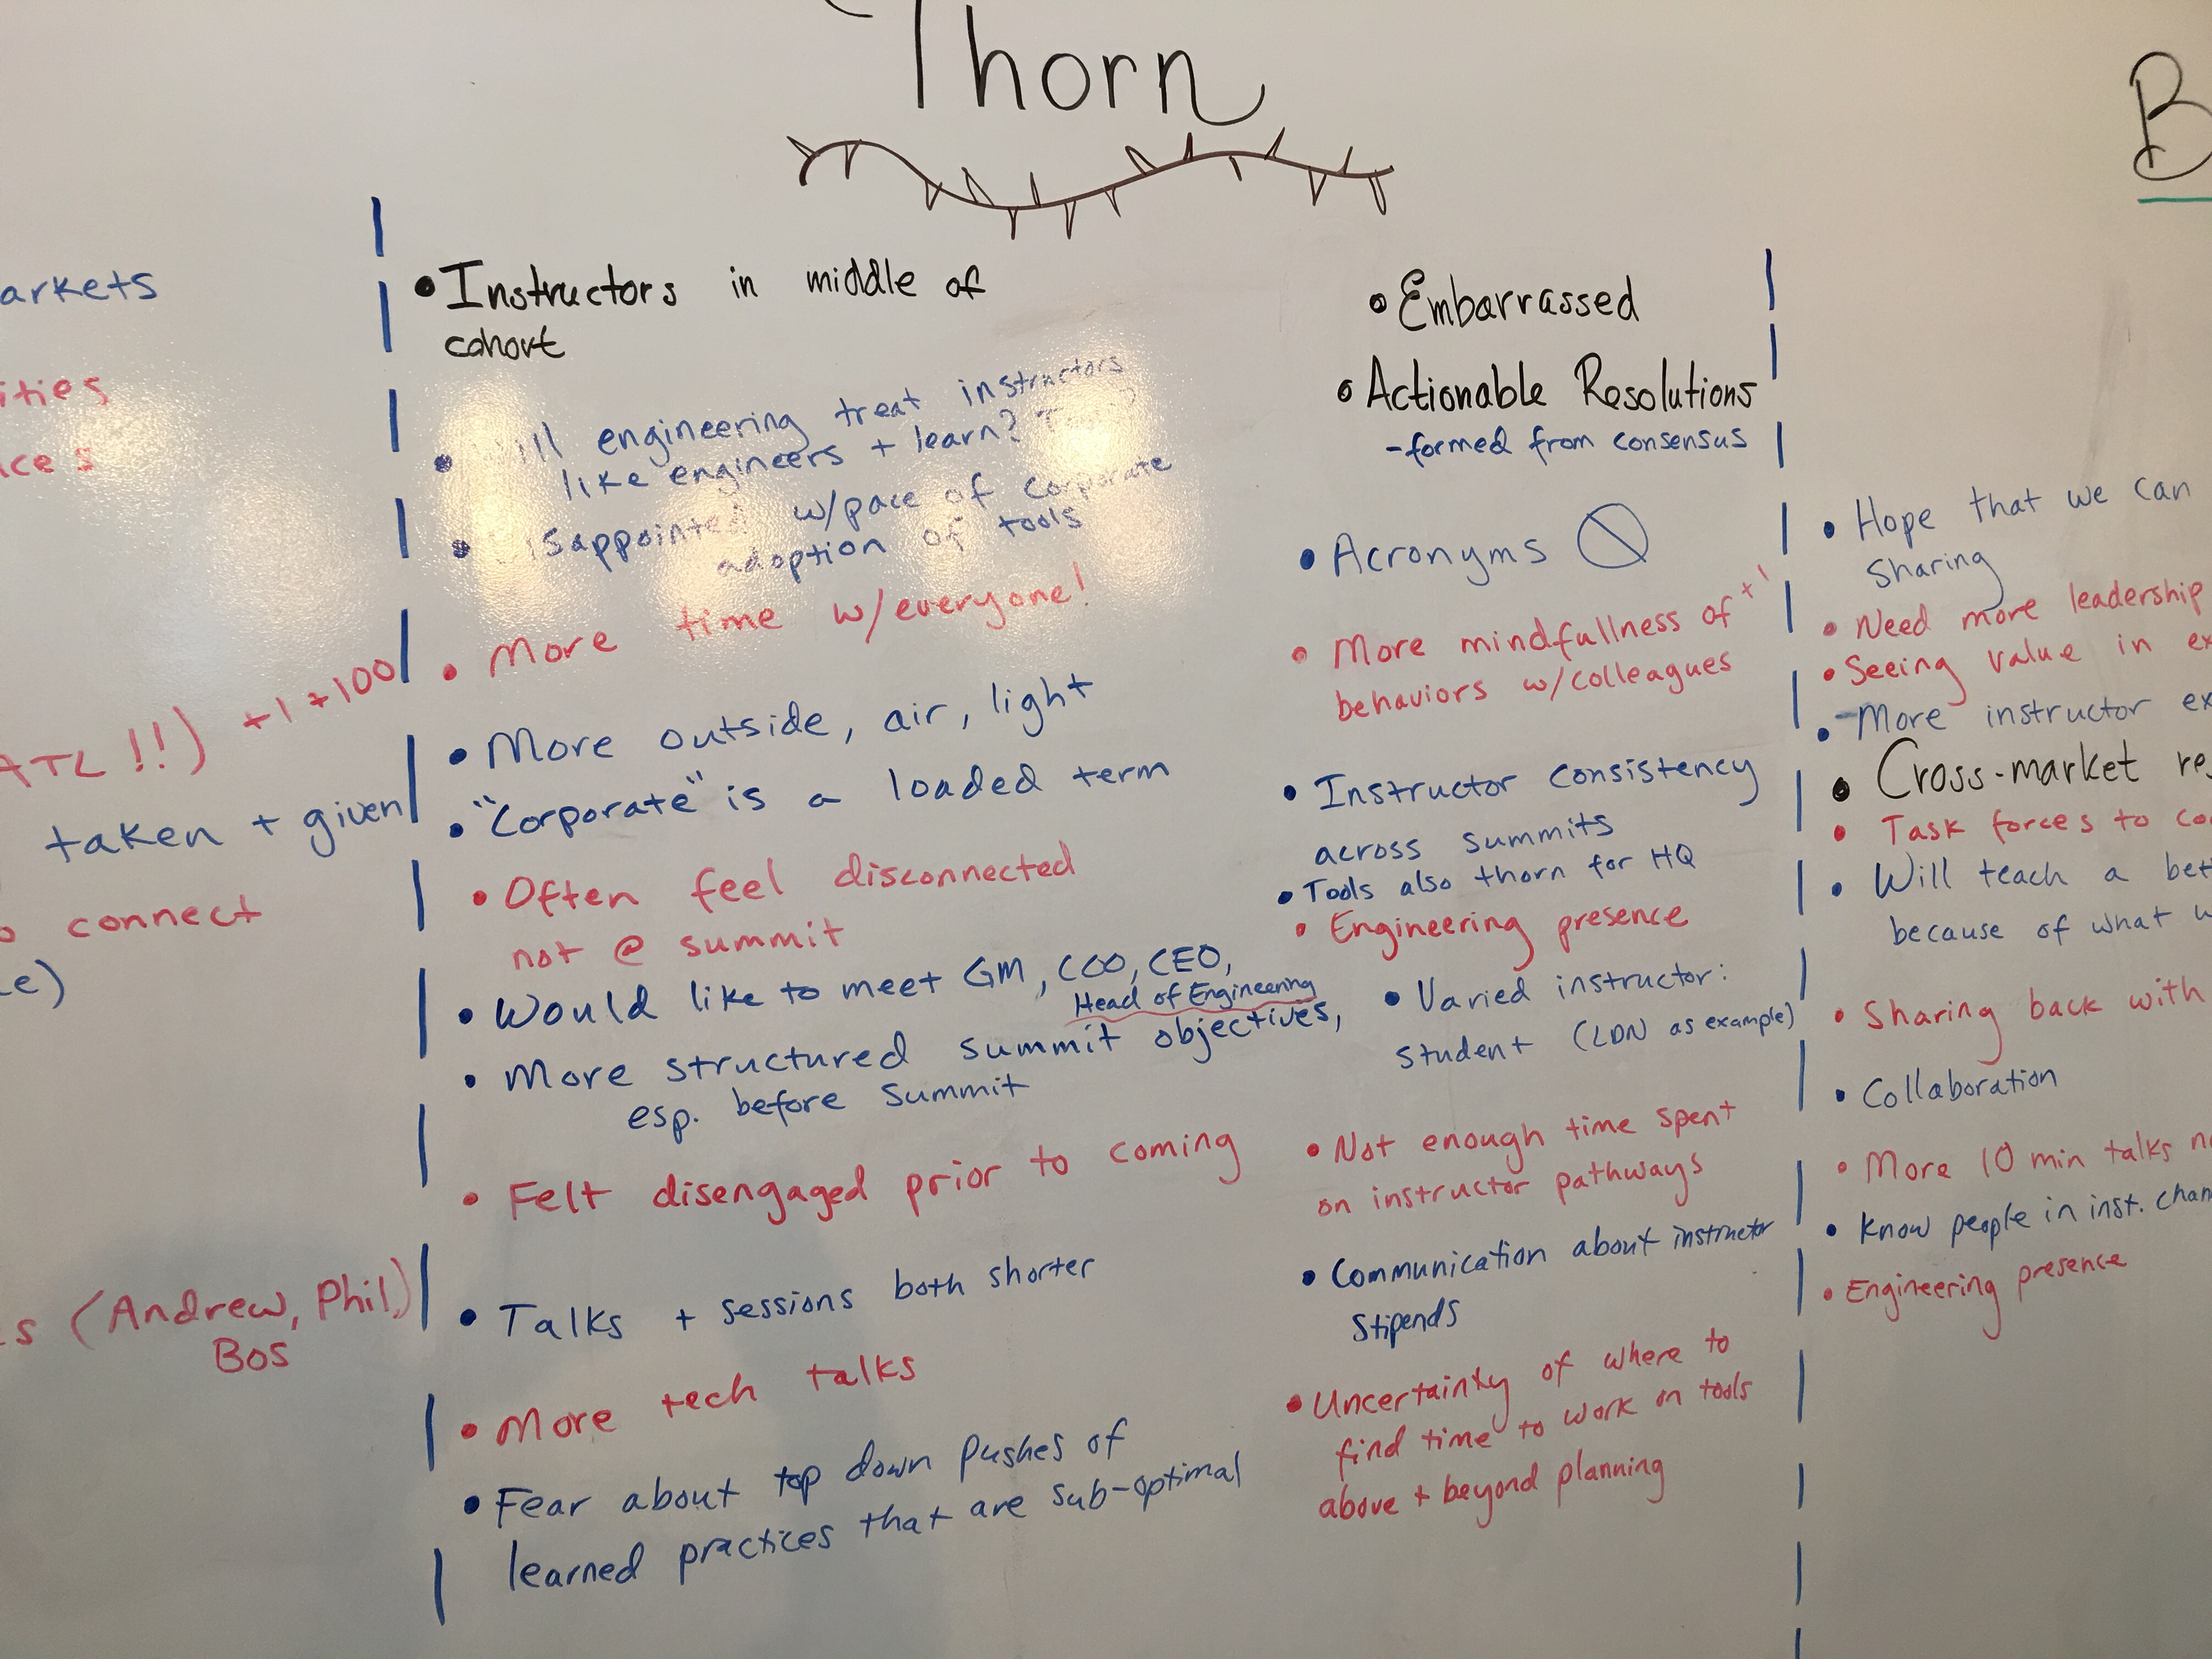 Thorn
B
arkets
ities
ces
ATL!!) +1 +100
taken + given
connect
e)
s (Andrew, Phil,)
Bos
• Instructors in middle of
cohort
• Will engineering treat instructors
like engineers + learn?
• Disappointed w/pace of corporate
adoption of tools
• More time w/everyone!
• More outside, air, light
• "Corporate" is a loaded term
• Often feel disconnected
not @ summit
• Would like to meet GM, COO, CEO,
Head of Engineering
• More structured summit objectives,
esp. before Summit
• Felt disengaged prior to coming
• Talks + sessions both shorter
• More tech talks
• Fear about top down pushes of
learned practices that are sub-optimal
• Embarrassed
• Actionable Resolutions
-formed from consensus
• Acronyms
• More mindfullness of +1
behaviors w/colleagues
• Instructor Consistency
across summits
• Tools also thorn for HQ
• Engineering presence
• Varied instructor:
Student (LDN as example)
• Not enough time spent
on instructor pathways
• Communication about instructor
Stipends
• Uncertainty of where to
find time to work on tools
above + beyond planning
• Hope that we can
Sharing
• Need more leadership
• Seeing value in ex
• More instructor ex
• Cross-market re
• Task forces to co
• Will teach a bet
because of what w
• Sharing back with
• Collaboration
• More 10 min talks n
• Know people in inst. chan
• Engineering presence